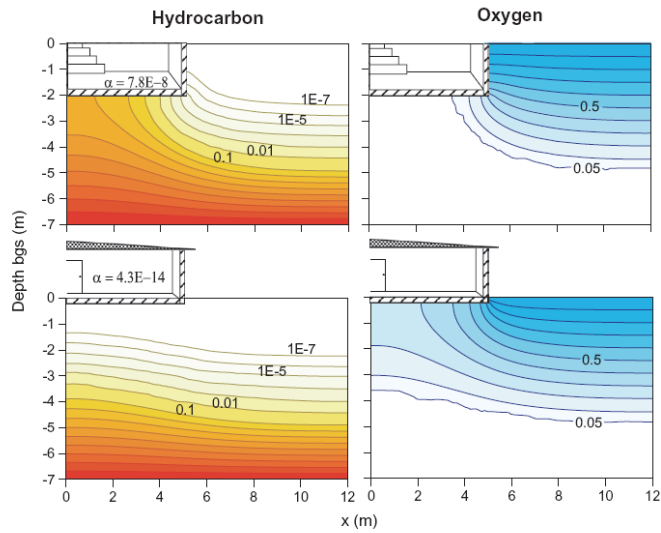 Hydrocarbon
Oxygen
Depth bgs (m)
0
-1
-2
-3
-4
-5
-6
-7
α = 7.8E–8
1E-7
1E-5
0.01
0.1
0.5
0.05
0
-1
-2
-3
-4
-5
-6
-7
α = 4.3E–14
1E-7
1E-5
0.01
0.1
0.5
0.05
0 2 4 6 8 10 12
0 2 4 6 8 10 12
x (m)